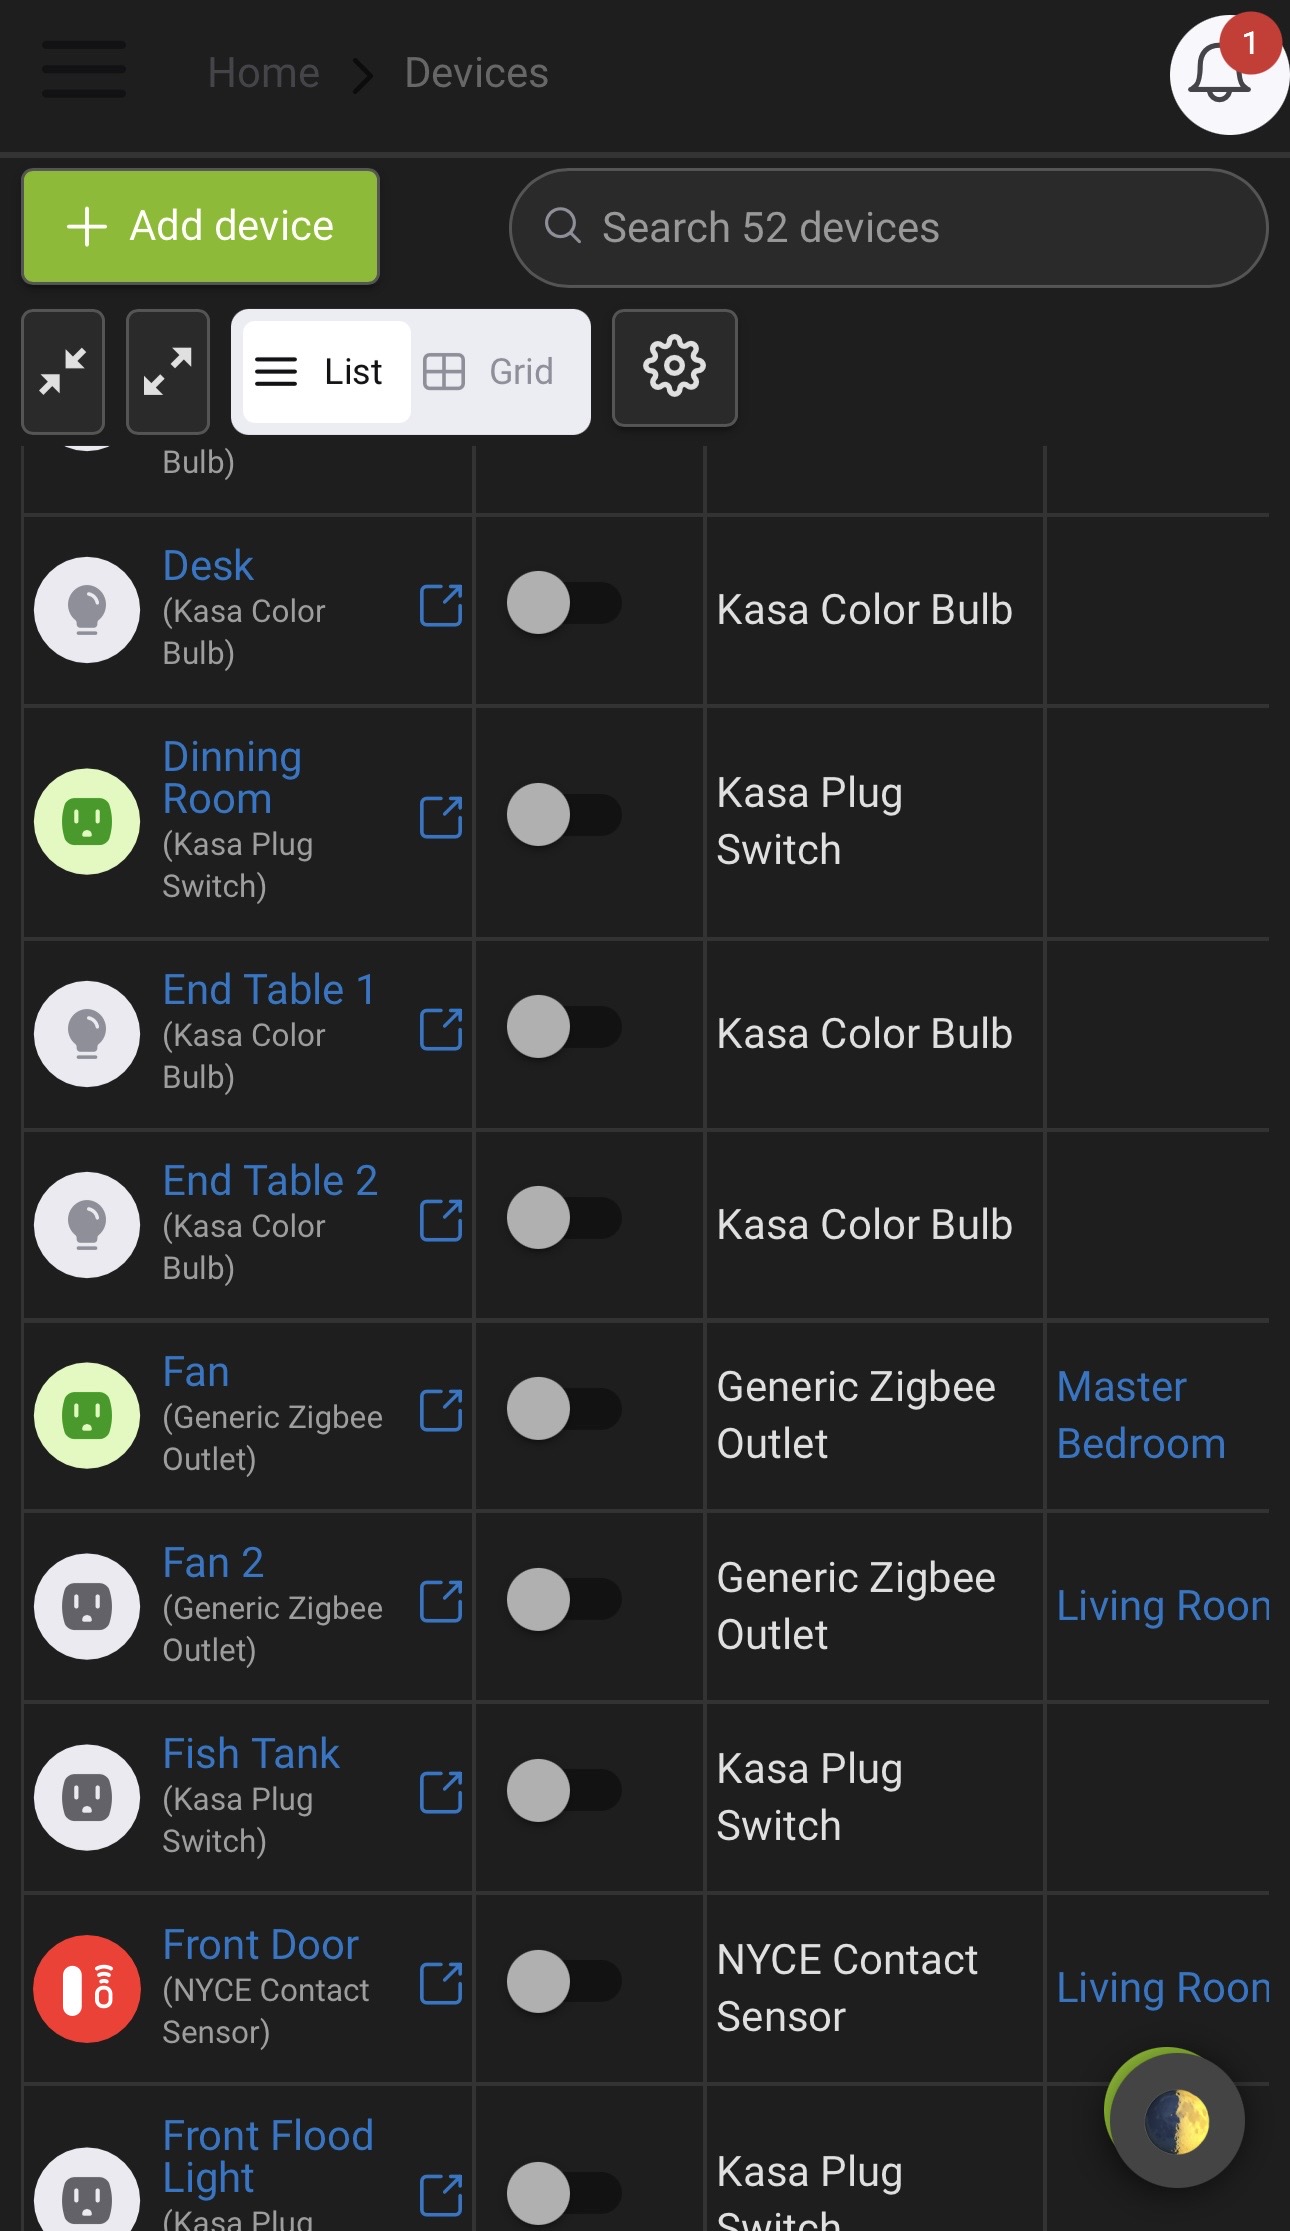 Home > Devices
1
+ Add device
Search 52 devices
List
Grid
Bulb)
Desk
(Kasa Color
Bulb)
Kasa Color Bulb
Dinning
Room
(Kasa Plug
Switch)
Kasa Plug
Switch
End Table 1
(Kasa Color
Bulb)
Kasa Color Bulb
End Table 2
(Kasa Color
Bulb)
Kasa Color Bulb
Fan
(Generic Zigbee
Outlet)
Generic Zigbee
Outlet
Master
Bedroom
Fan 2
(Generic Zigbee
Outlet)
Generic Zigbee
Outlet
Living Room
Fish Tank
(Kasa Plug
Switch)
Kasa Plug
Switch
Front Door
(NYCE Contact
Sensor)
NYCE Contact
Sensor
Living Room
Front Flood
Light
(Kasa Plug
Kasa Plug
Switch